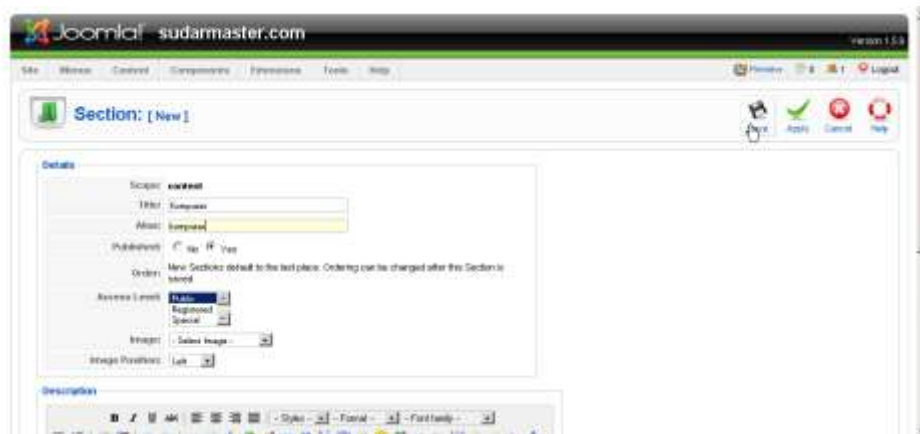 Joomla! sudarmaster.com
Version 1.5.9
Site Menus Content Components Extensions Tools Help
Preview 0 1 Logout
Section: [ New ]
Save Apply Cancel Help
Details
Scope: content
Title:
Alias:
Published: No Yes
Order: New Sections default to the last place. Ordering can be changed after this Section is
saved
Access Level: Public
Registered
Special
Image: - Select Image -
Image Position: Left
Description
B I U ABC - Styles - - Format - - Font family -